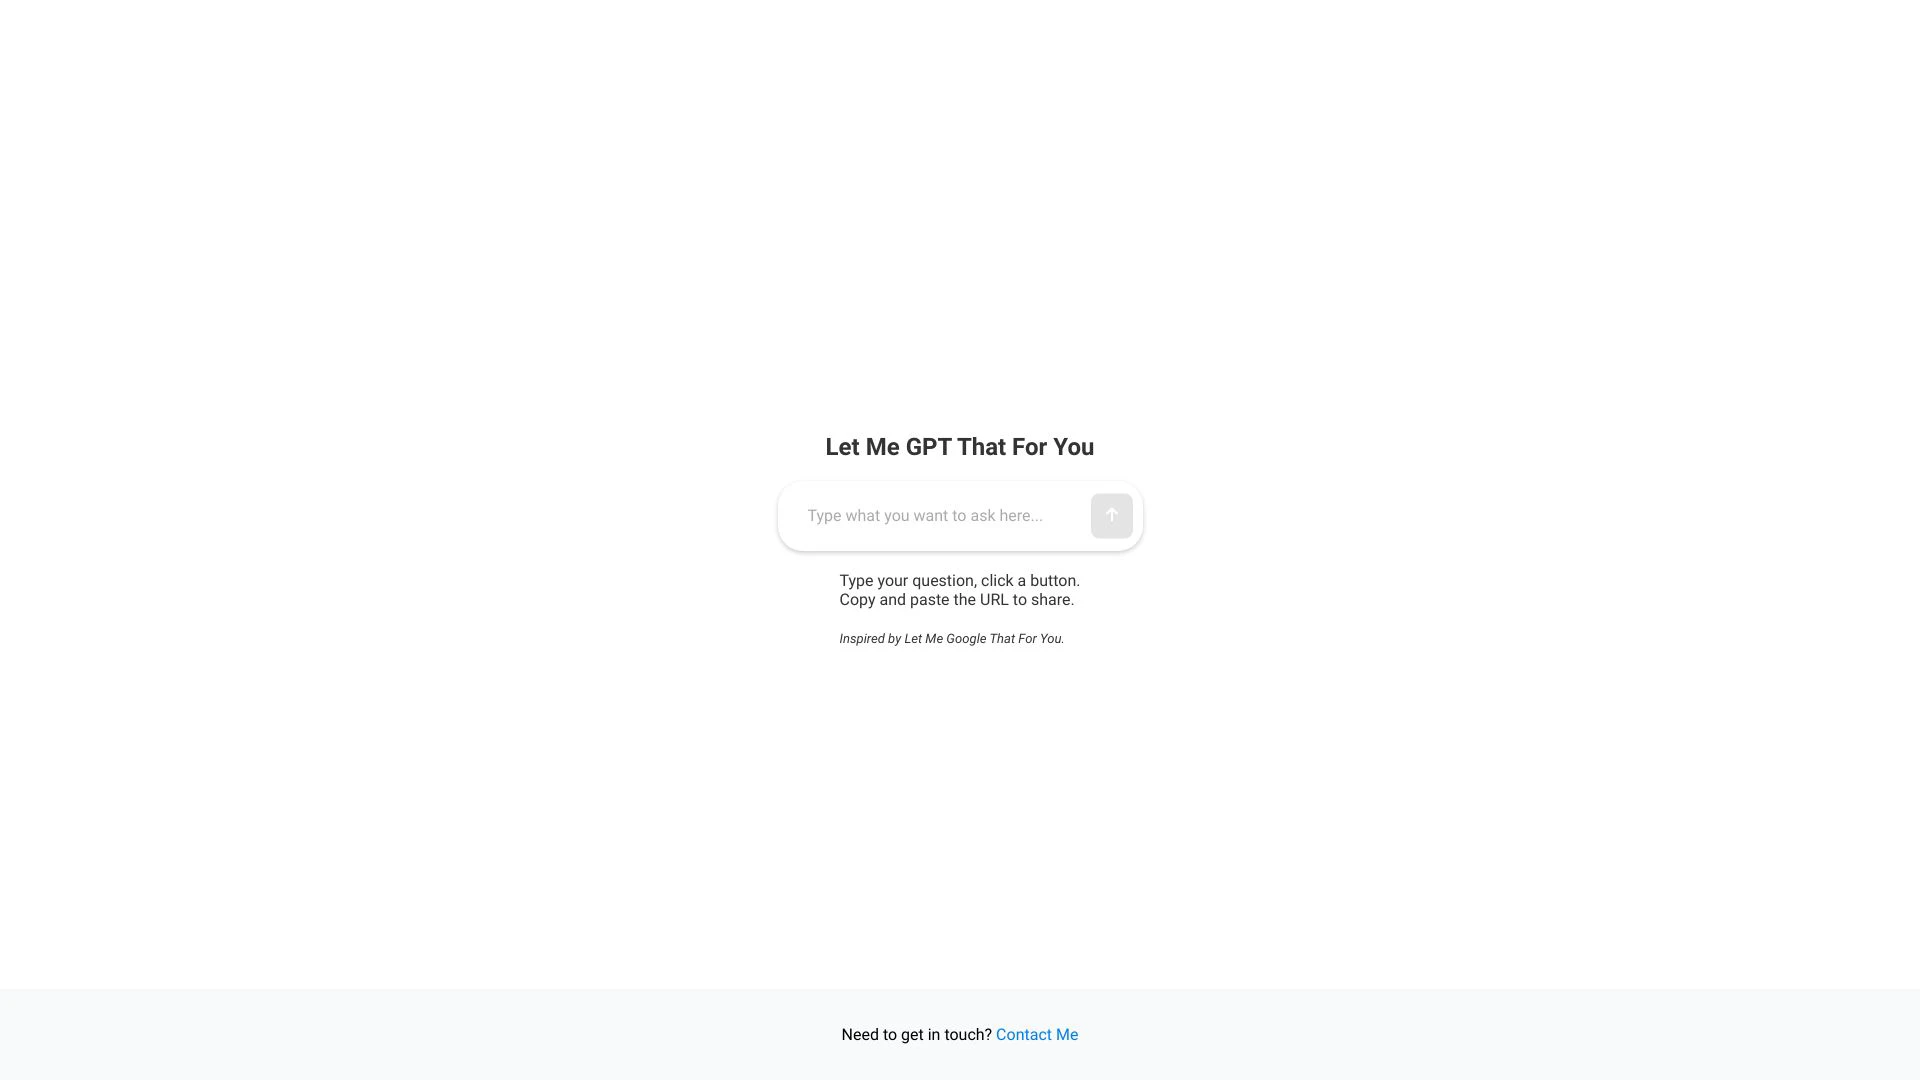 Let Me GPT That For You
Type what you want to ask here...
Type your question, click a button.
Copy and paste the URL to share.
Inspired by Let Me Google That For You.
Need to get in touch? Contact Me